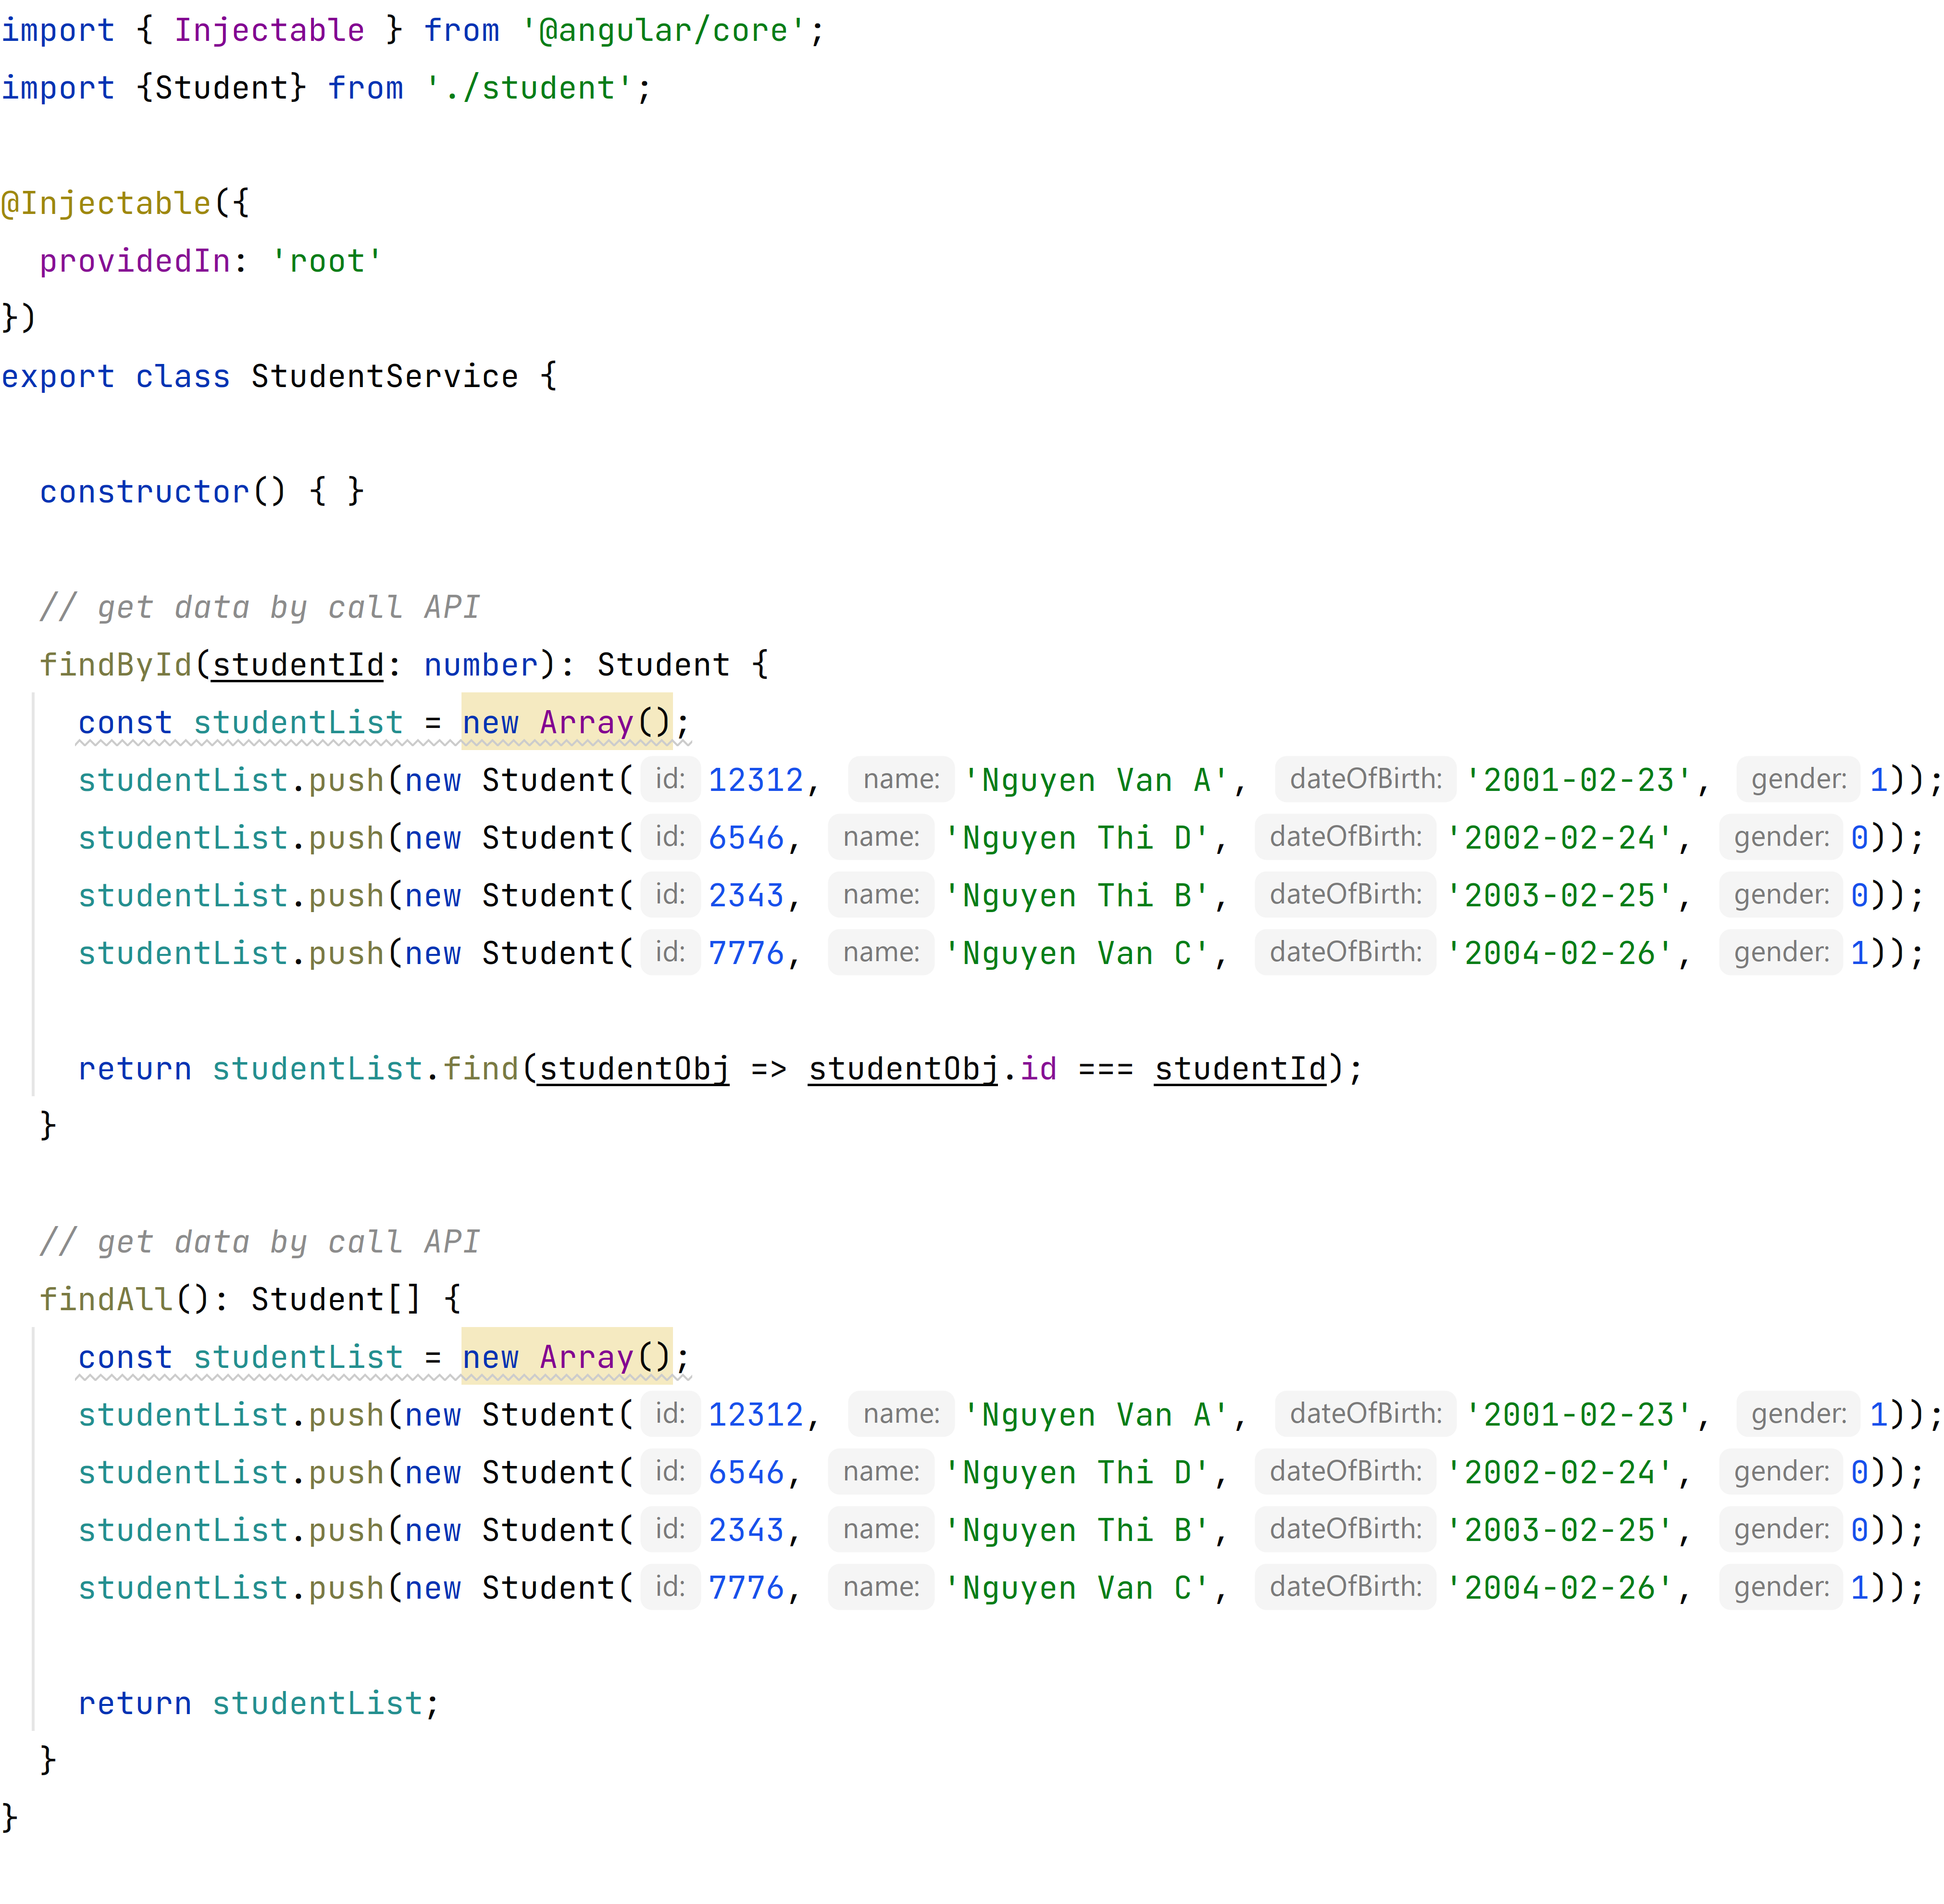 import { Injectable } from '@angular/core';
import {Student} from './student';
@Injectable({
  providedIn: 'root'
})
export class StudentService {
  constructor() { }
  // get data by call API
  findById(studentId: number): Student {
    const studentList = new Array();
    studentList.push(new Student( id: 12312, name: 'Nguyen Van A', dateOfBirth: '2001-02-23', gender: 1));
    studentList.push(new Student( id: 6546, name: 'Nguyen Thi D', dateOfBirth: '2002-02-24', gender: 0));
    studentList.push(new Student( id: 2343, name: 'Nguyen Thi B', dateOfBirth: '2003-02-25', gender: 0));
    studentList.push(new Student( id: 7776, name: 'Nguyen Van C', dateOfBirth: '2004-02-26', gender: 1));
    return studentList.find(studentObj => studentObj.id === studentId);
  }
  // get data by call API
  findAll(): Student[] {
    const studentList = new Array();
    studentList.push(new Student( id: 12312, name: 'Nguyen Van A', dateOfBirth: '2001-02-23', gender: 1));
    studentList.push(new Student( id: 6546, name: 'Nguyen Thi D', dateOfBirth: '2002-02-24', gender: 0));
    studentList.push(new Student( id: 2343, name: 'Nguyen Thi B', dateOfBirth: '2003-02-25', gender: 0));
    studentList.push(new Student( id: 7776, name: 'Nguyen Van C', dateOfBirth: '2004-02-26', gender: 1));
    return studentList;
  }
}